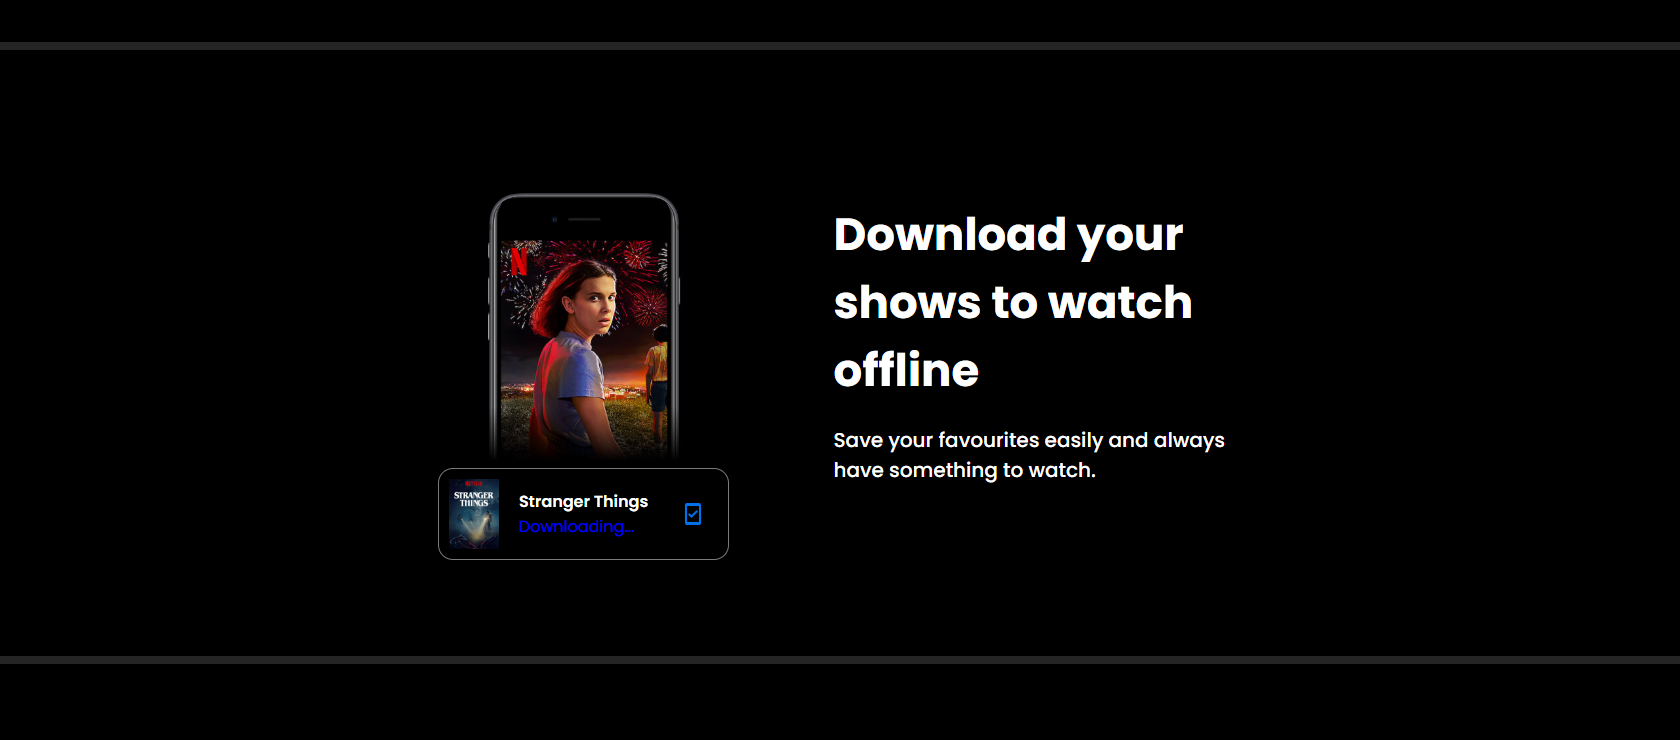 N
Download your
shows to watch
offline
Save your favourites easily and always
have something to watch.
NETFLIX
STRANGER
THINGS
Stranger Things
Downloading...